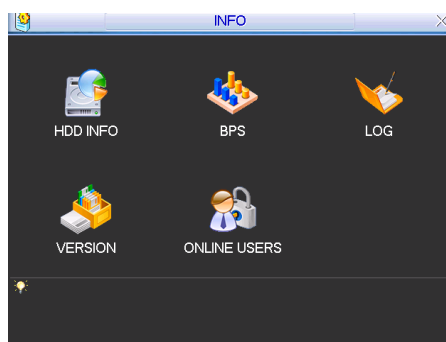 INFO
HDD INFO
BPS
LOG
VERSION
ONLINE USERS